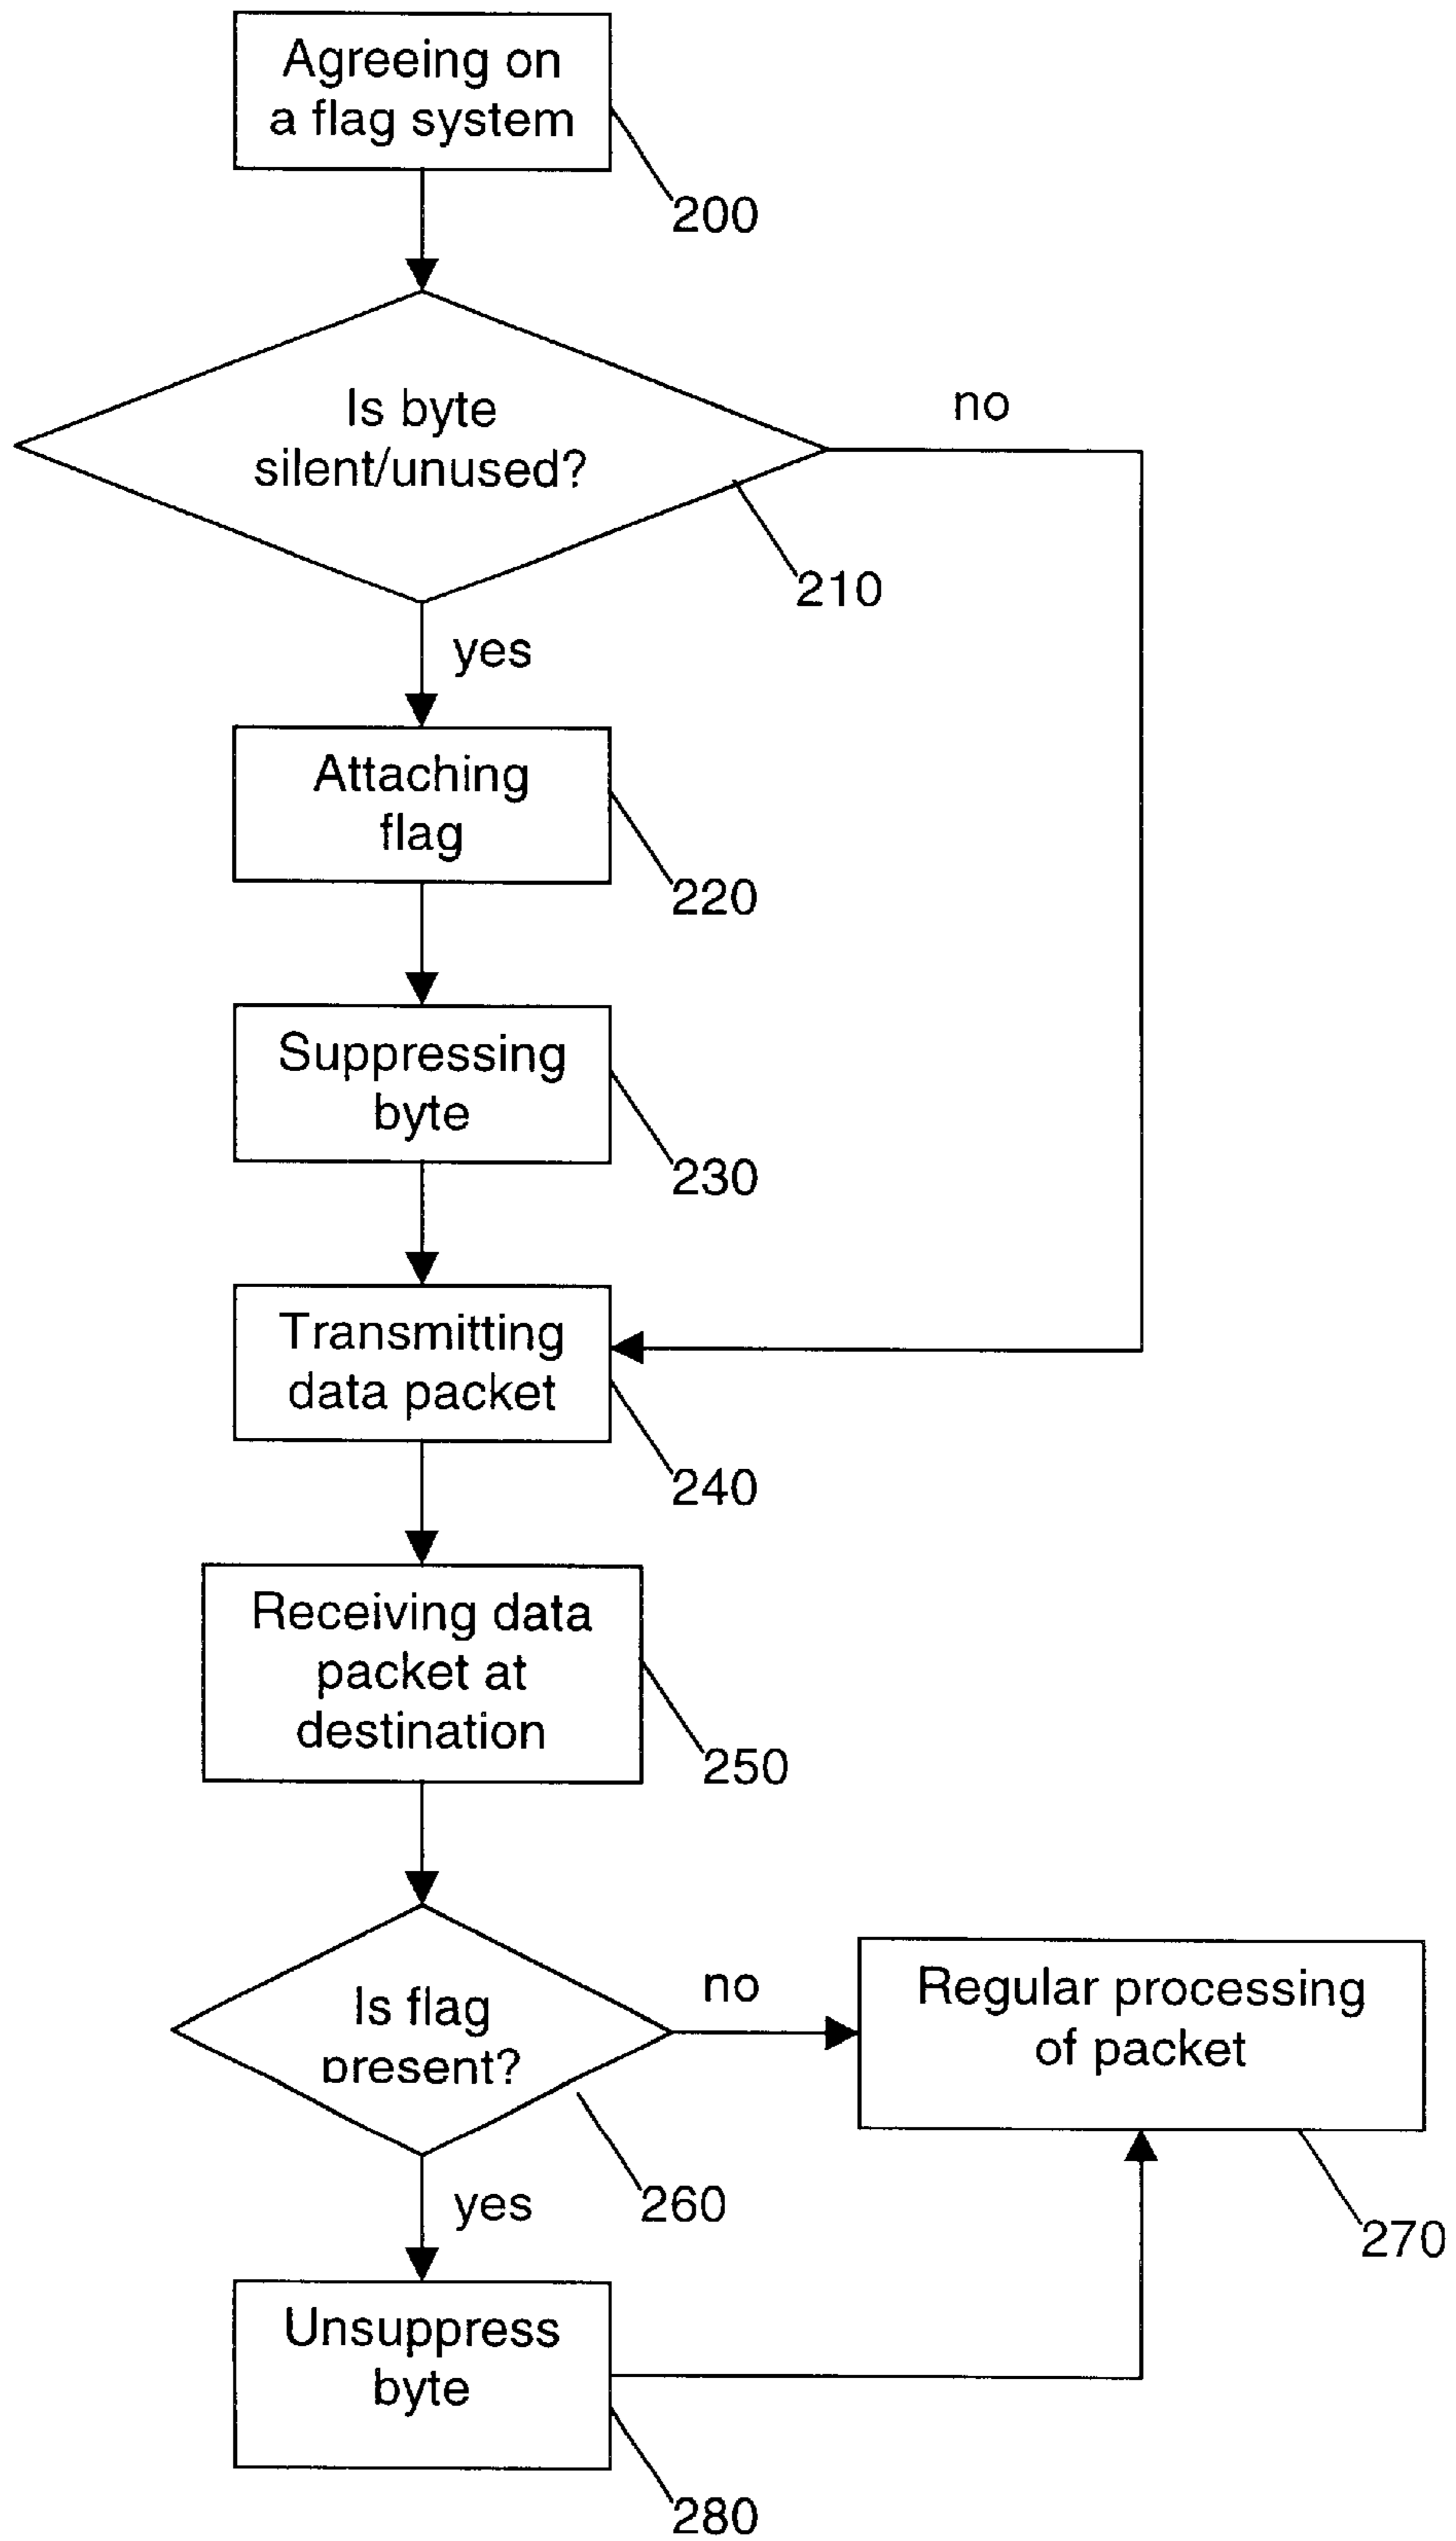 Agreeing on
a flag system
200
Is byte
silent/unused?
no
210
yes
Attaching
flag
220
Suppressing
byte
230
Transmitting
data packet
240
Receiving data
packet at
destination
250
Is flag
present?
no
Regular processing
of packet
260
yes
270
Unsuppress
byte
280